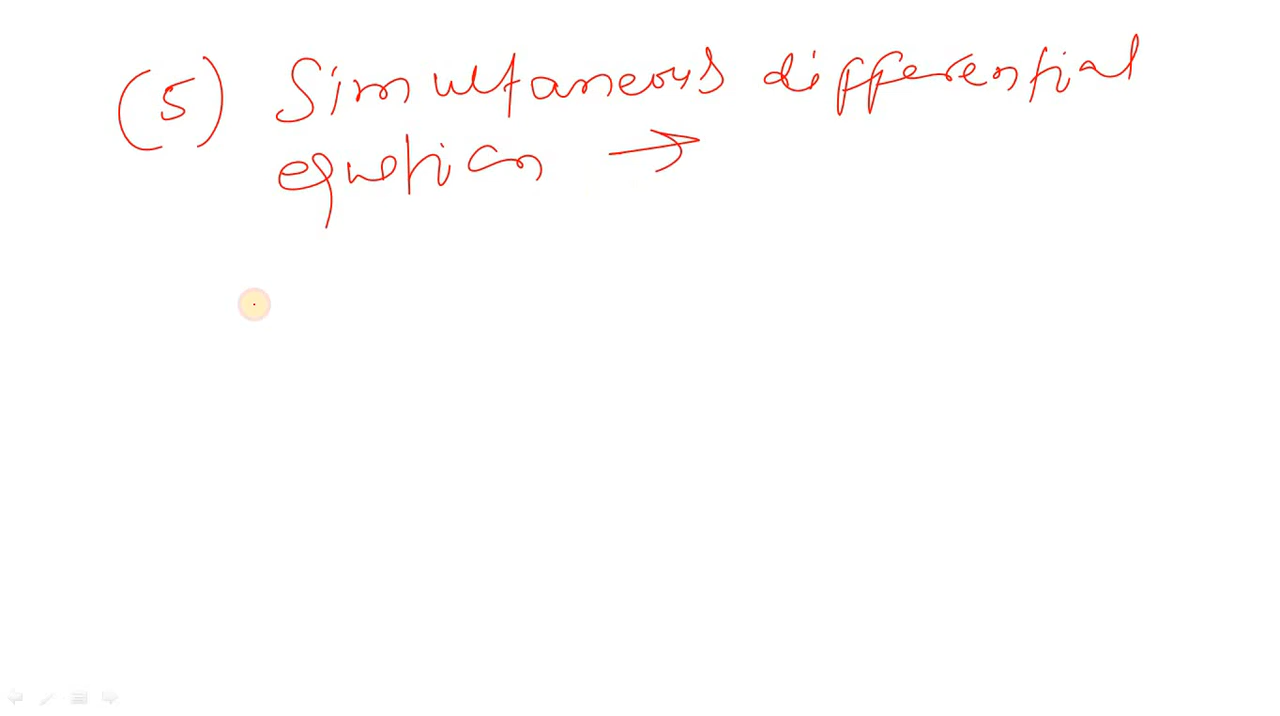 (5) Simultaneous differential
equation →